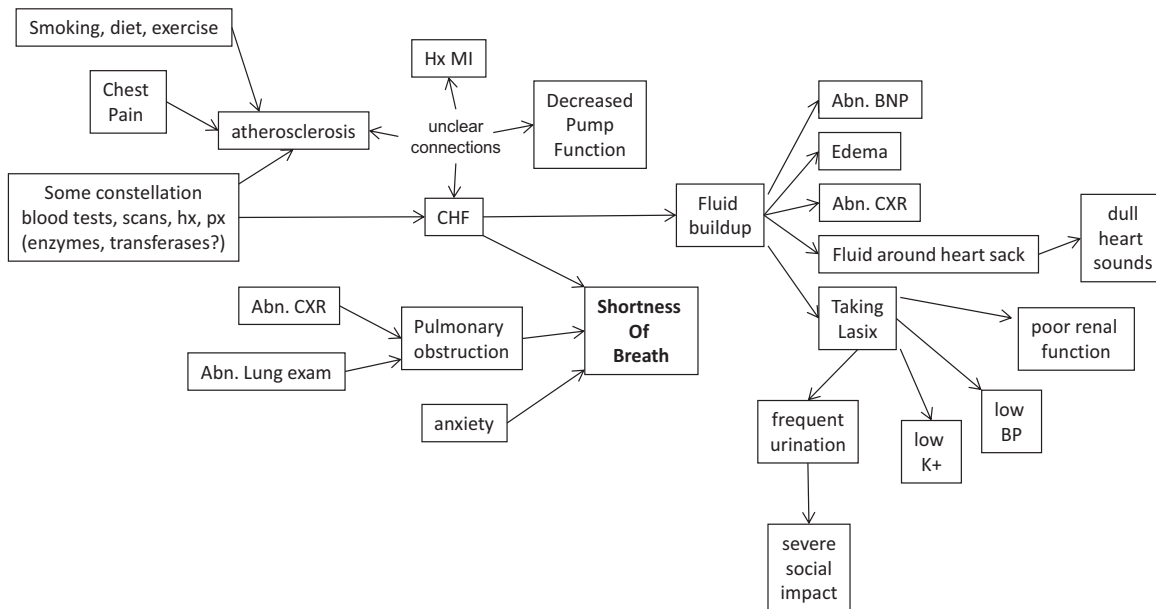 Smoking, diet, exercise
Hx MI
Chest
Pain
atherosclerosis
unclear
connections
Decreased
Pump
Function
Some constellation
blood tests, scans, hx, px
(enzymes, transferases?)
CHF
Fluid
buildup
Abn. BNP
Edema
Abn. CXR
Fluid around heart sack
dull
heart
sounds
Abn. CXR
Abn. Lung exam
Pulmonary
obstruction
Shortness
Of
Breath
anxiety
Taking
Lasix
poor renal
function
frequent
urination
low
K+
low
BP
severe
social
impact